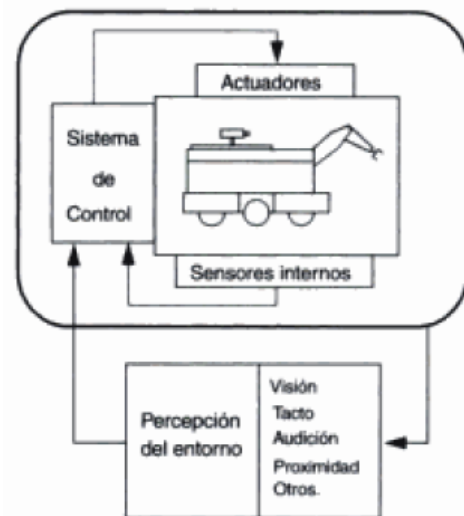 Actuadores
Sistema
de
Control
Sensores internos
Percepción
del entorno
Visión
Tacto
Audición
Proximidad
Otros.